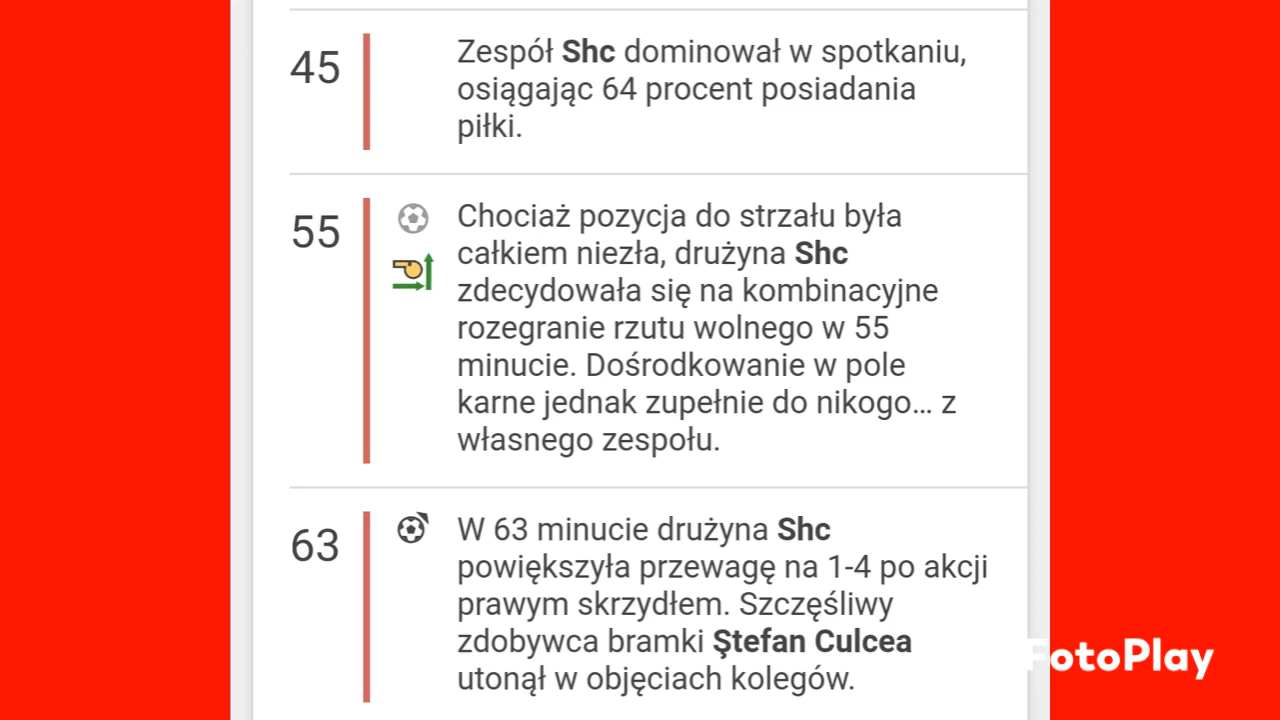 45
Zespół Shc dominował w spotkaniu,
osiągając 64 procent posiadania
piłki.
55
Chociaż pozycja do strzału była
całkiem niezła, drużyna Shc
zdecydowała się na kombinacyjne
rozegranie rzutu wolnego w 55
minucie. Dośrodkowanie w pole
karne jednak zupełnie do nikogo… z
własnego zespołu.
63
W 63 minucie drużyna Shc
powiększyła przewagę na 1-4 po akcji
prawym skrzydłem. Szczęśliwy
zdobywca bramki Ştefan Culcea
utonął w objęciach kolegów.
FotoPlay